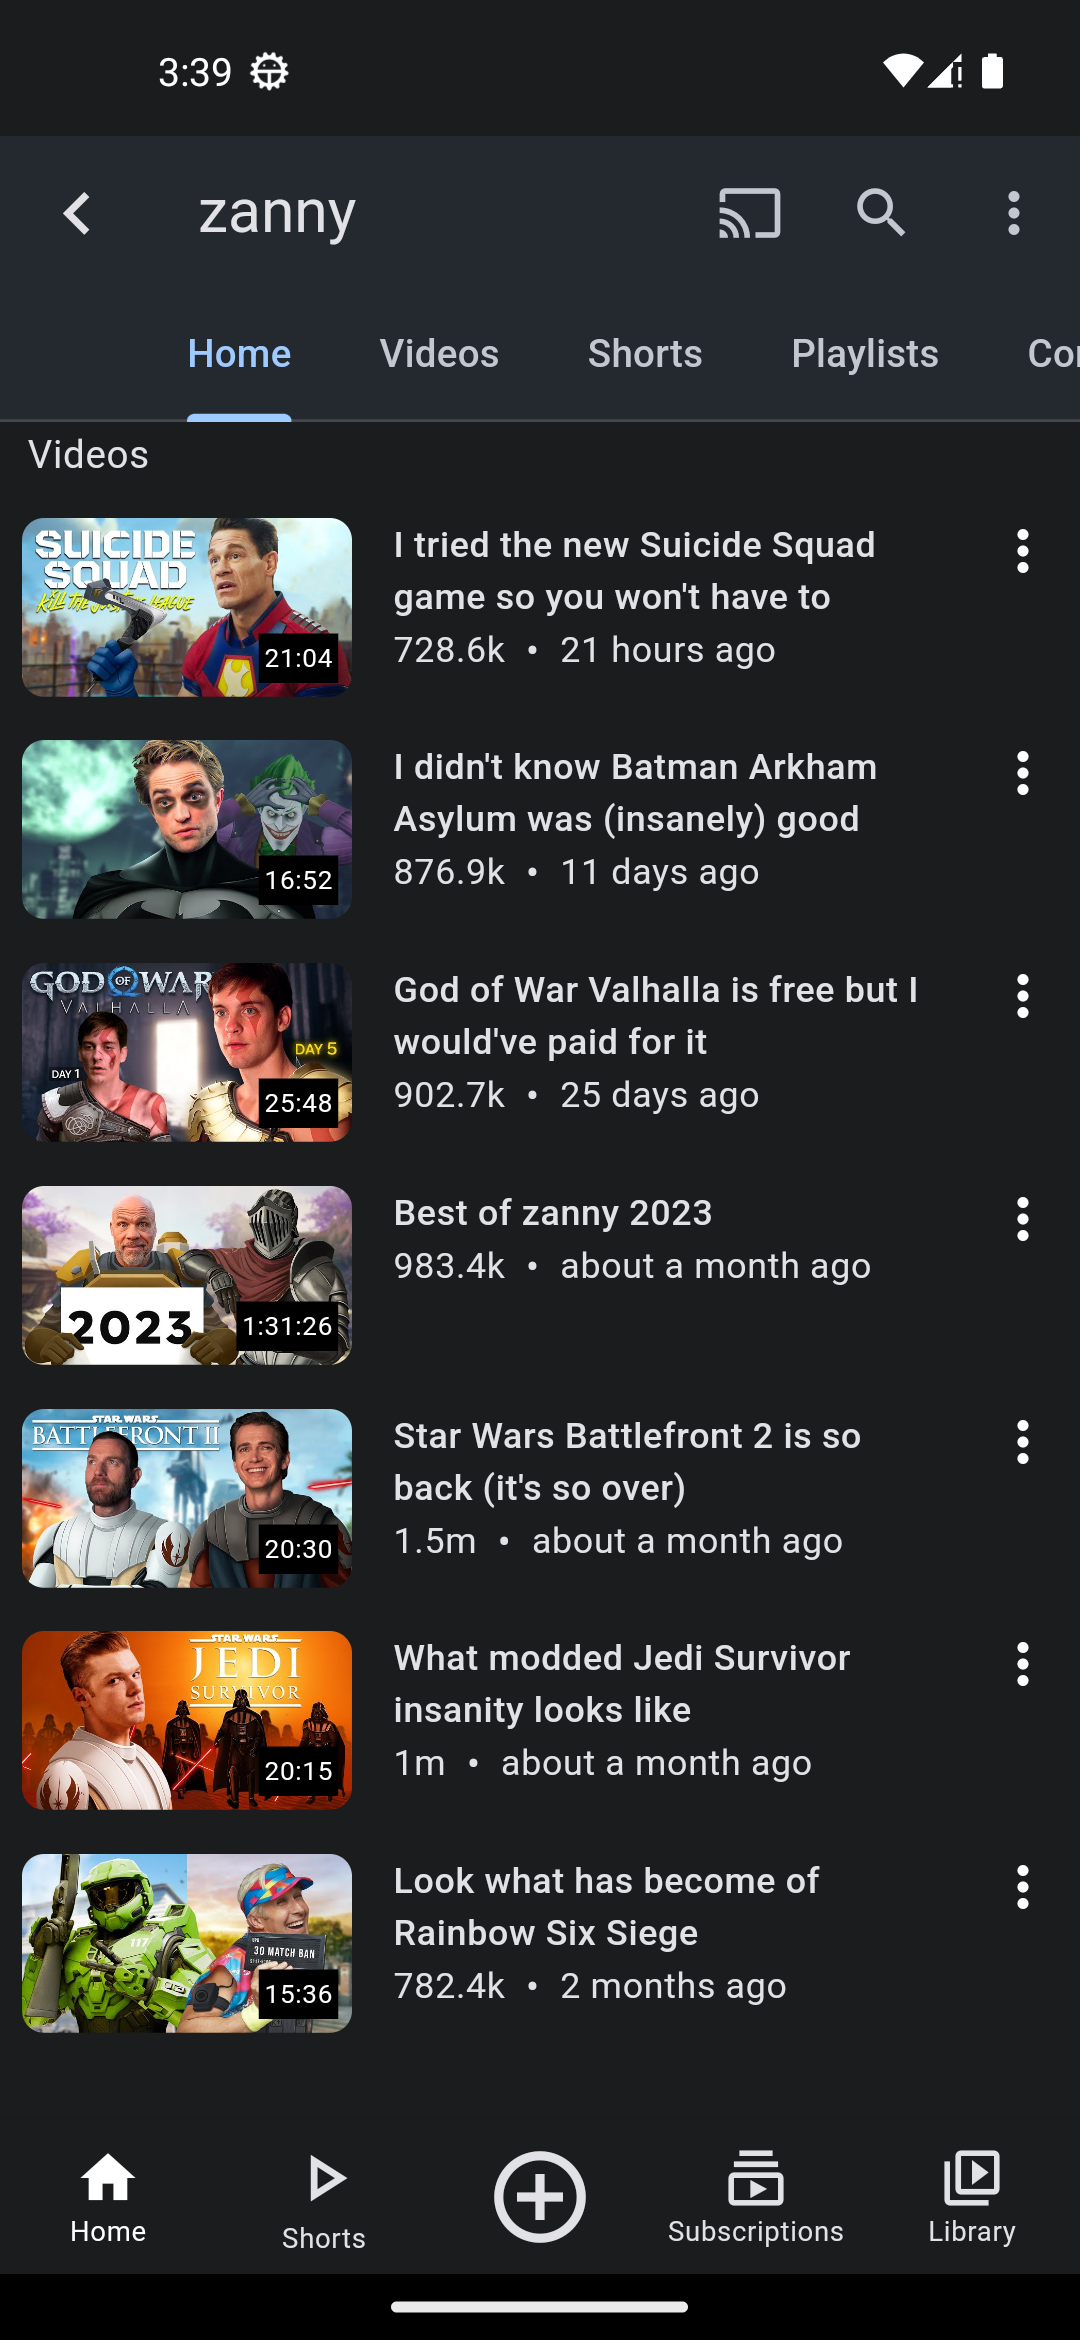 3:39
zanny
Home
Videos
Shorts
Playlists
Co
Videos
SUICIDE
SQUAD
KILL THE JUSTICE LEAGUE
21:04
I tried the new Suicide Squad
game so you won't have to
728.6k • 21 hours ago
16:52
I didn't know Batman Arkham
Asylum was (insanely) good
876.9k • 11 days ago
GOD OF WAR
VALHALLA
DAY 5
DAY 1
25:48
God of War Valhalla is free but I
would've paid for it
902.7k • 25 days ago
2023
1:31:26
Best of zanny 2023
983.4k • about a month ago
STAR WARS
BATTLEFRONT II
20:30
Star Wars Battlefront 2 is so
back (it's so over)
1.5m • about a month ago
STAR WARS
JEDI
SURVIVOR
20:15
What modded Jedi Survivor
insanity looks like
1m • about a month ago
117
30 MATCH BAN
15:36
Look what has become of
Rainbow Six Siege
782.4k • 2 months ago
Home
Shorts
Subscriptions
Library